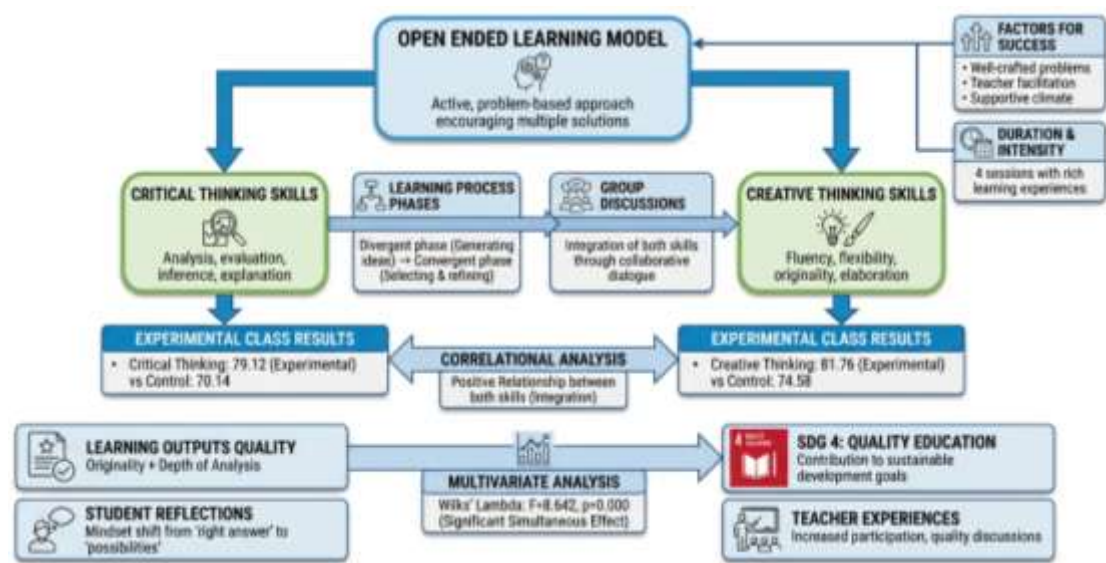 OPEN ENDED LEARNING MODEL
Active, problem-based approach
encouraging multiple solutions
FACTORS FOR
SUCCESS
• Well-crafted problems
• Teacher facilitation
• Supportive climate
DURATION &
INTENSITY
4 sessions with rich
learning experiences
CRITICAL THINKING SKILLS
Analysis, evaluation,
inference, explanation
LEARNING PROCESS
PHASES
Divergent phase (Generating
ideas) → Convergent phase
(Selecting & refining)
GROUP
DISCUSSIONS
Integration of both skills
through collaborative
dialogue
CREATIVE THINKING SKILLS
Fluency, flexibility,
originality, elaboration
EXPERIMENTAL CLASS RESULTS
• Critical Thinking: 79.12 (Experimental)
vs Control: 70.14
CORRELATIONAL ANALYSIS
Positive Relationship between
both skills (Integration)
EXPERIMENTAL CLASS RESULTS
• Creative Thinking: 81.76 (Experimental)
vs Control: 74.58
LEARNING OUTPUTS QUALITY
Originality + Depth of Analysis
MULTIVARIATE ANALYSIS
Wilks' Lambda: F=8.642, p=0.000
(Significant Simultaneous Effect)
4
SDG 4: QUALITY EDUCATION
Contribution to sustainable
development goals
STUDENT REFLECTIONS
Mindset shift from 'right answer' to
'possibilities'
TEACHER EXPERIENCES
Increased participation, quality discussions